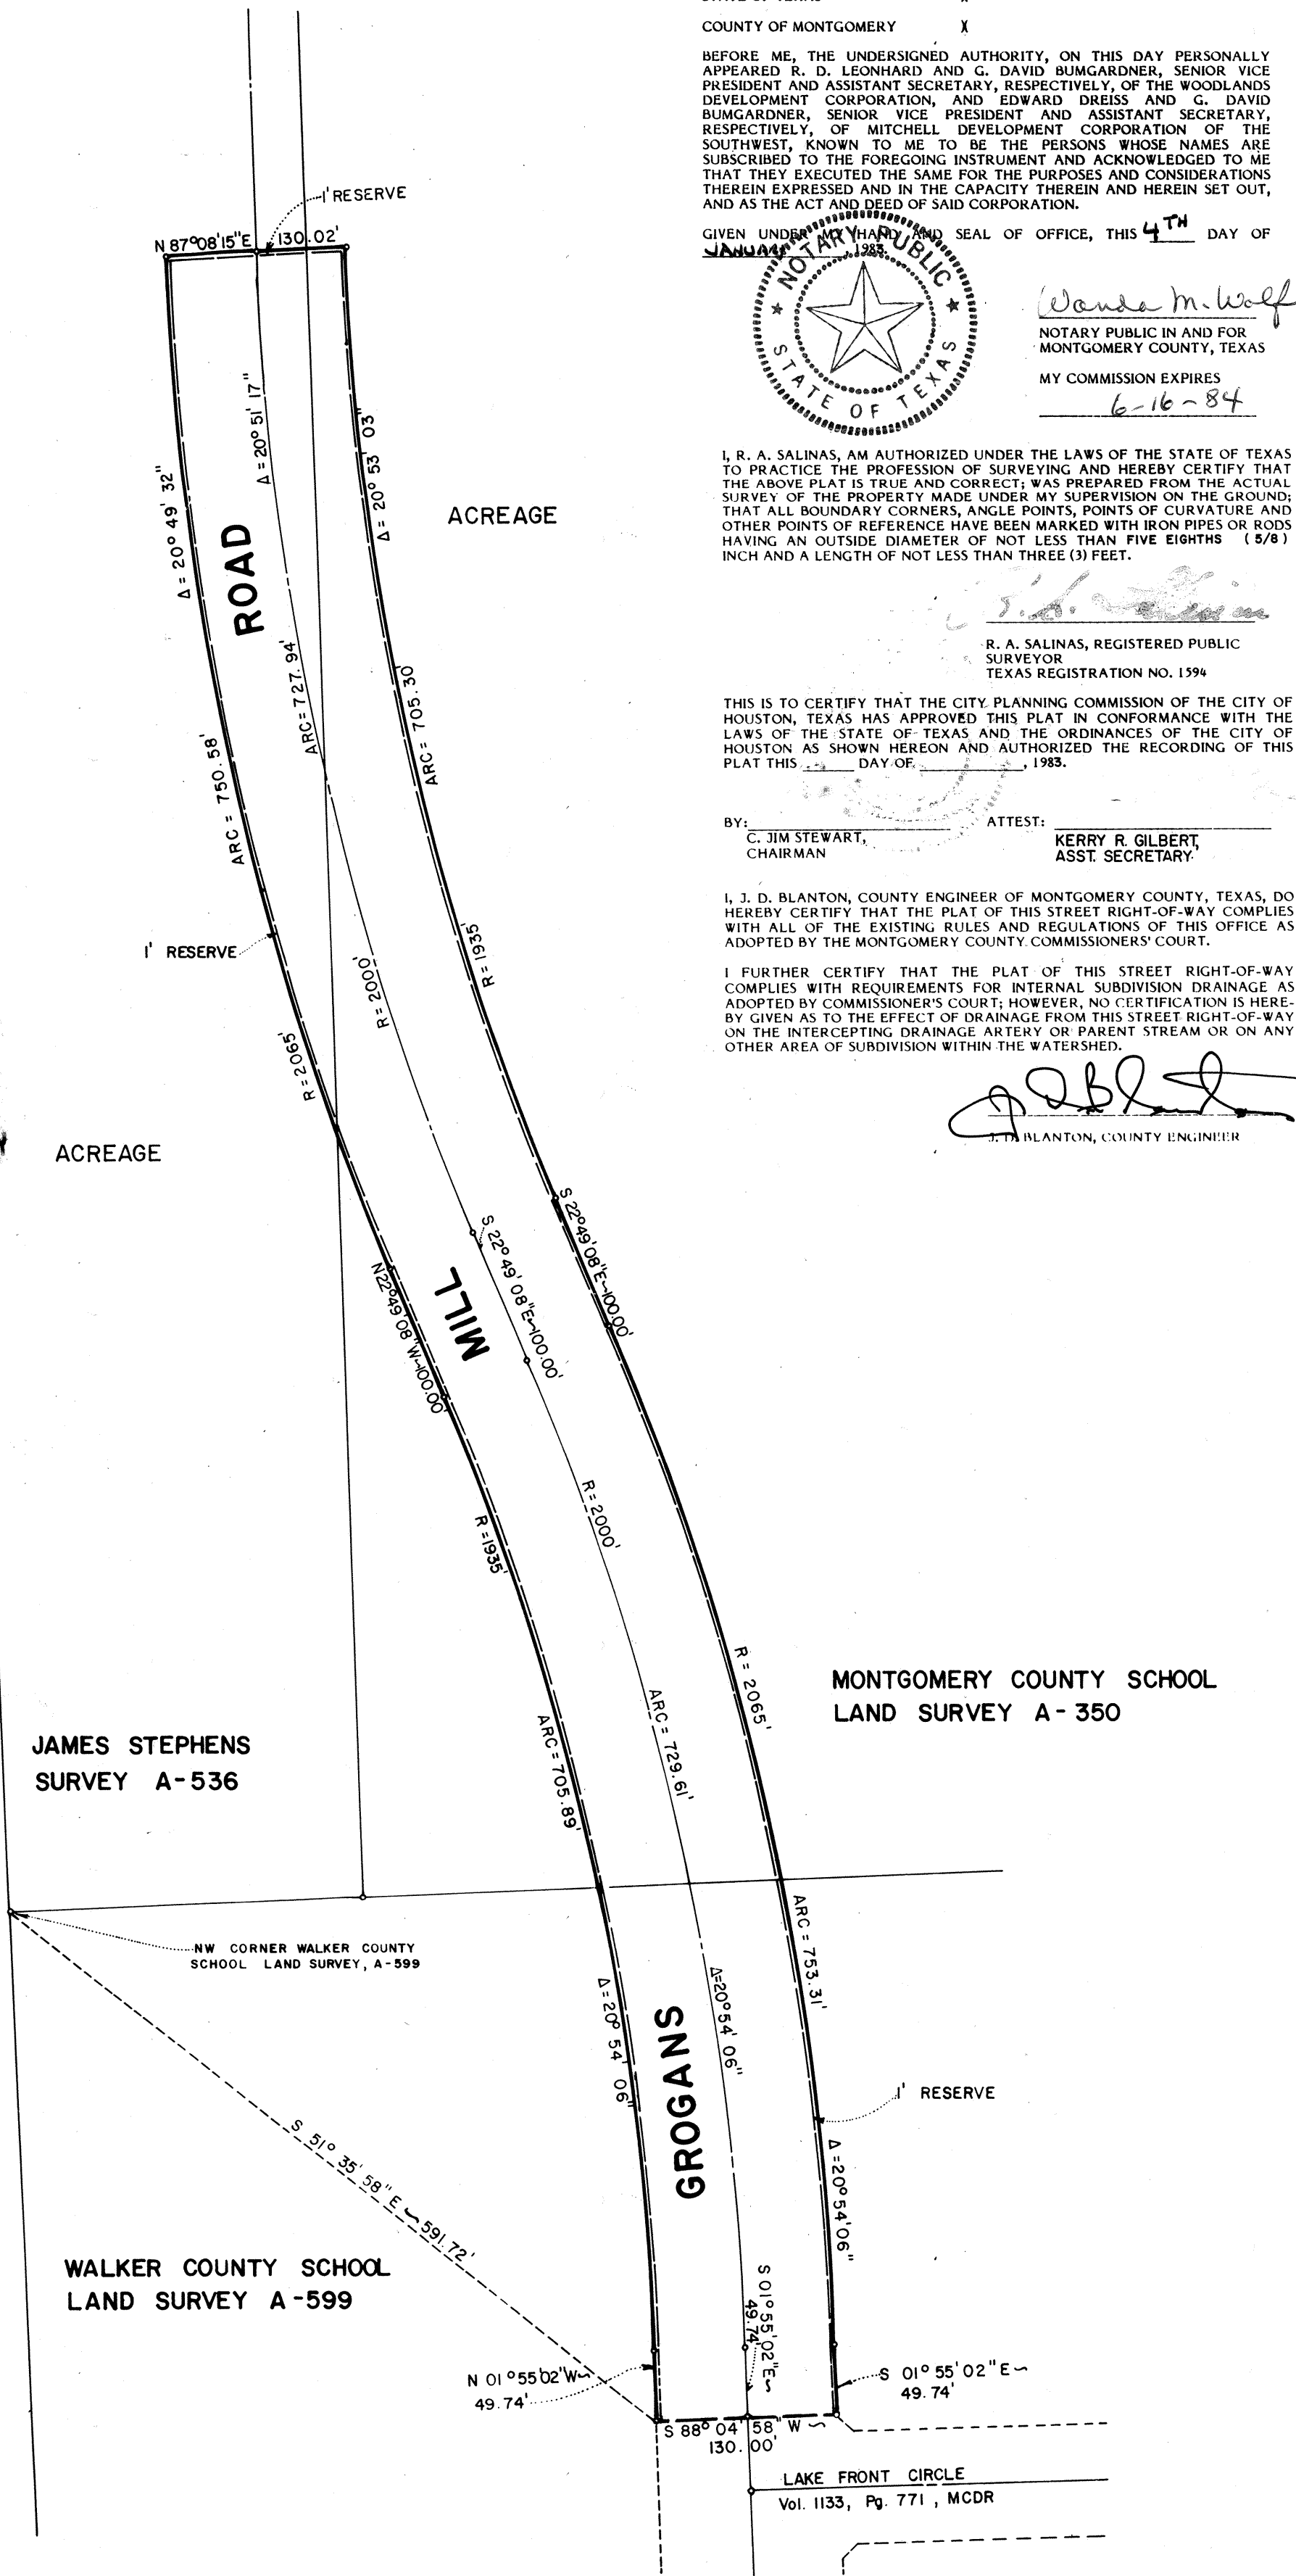 COUNTY OF MONTGOMERY X
BEFORE ME, THE UNDERSIGNED AUTHORITY, ON THIS DAY PERSONALLY
APPEARED R. D. LEONHARD AND G. DAVID BUMGARDNER, SENIOR VICE
PRESIDENT AND ASSISTANT SECRETARY, RESPECTIVELY, OF THE WOODLANDS
DEVELOPMENT CORPORATION, AND EDWARD DREISS AND G. DAVID
BUMGARDNER, SENIOR VICE PRESIDENT AND ASSISTANT SECRETARY,
RESPECTIVELY, OF MITCHELL DEVELOPMENT CORPORATION OF THE
SOUTHWEST, KNOWN TO ME TO BE THE PERSONS WHOSE NAMES ARE
SUBSCRIBED TO THE FOREGOING INSTRUMENT AND ACKNOWLEDGED TO ME
THAT THEY EXECUTED THE SAME FOR THE PURPOSES AND CONSIDERATIONS
THEREIN EXPRESSED AND IN THE CAPACITY THEREIN AND HEREIN SET OUT,
AND AS THE ACT AND DEED OF SAID CORPORATION.
GIVEN UNDER MY HAND AND SEAL OF OFFICE, THIS 4TH DAY OF
JANUARY, 1983.
NOTARY PUBLIC
STATE OF TEXAS
Wanda M. Wolf
NOTARY PUBLIC IN AND FOR
MONTGOMERY COUNTY, TEXAS
MY COMMISSION EXPIRES
6-16-84
I, R. A. SALINAS, AM AUTHORIZED UNDER THE LAWS OF THE STATE OF TEXAS
TO PRACTICE THE PROFESSION OF SURVEYING AND HEREBY CERTIFY THAT
THE ABOVE PLAT IS TRUE AND CORRECT; WAS PREPARED FROM THE ACTUAL
SURVEY OF THE PROPERTY MADE UNDER MY SUPERVISION ON THE GROUND;
THAT ALL BOUNDARY CORNERS, ANGLE POINTS, POINTS OF CURVATURE AND
OTHER POINTS OF REFERENCE HAVE BEEN MARKED WITH IRON PIPES OR RODS
HAVING AN OUTSIDE DIAMETER OF NOT LESS THAN FIVE EIGHTHS (5/8)
INCH AND A LENGTH OF NOT LESS THAN THREE (3) FEET.
R. A. SALINAS, REGISTERED PUBLIC
SURVEYOR
TEXAS REGISTRATION NO. 1594
THIS IS TO CERTIFY THAT THE CITY PLANNING COMMISSION OF THE CITY OF
HOUSTON, TEXAS HAS APPROVED THIS PLAT IN CONFORMANCE WITH THE
LAWS OF THE STATE OF TEXAS AND THE ORDINANCES OF THE CITY OF
HOUSTON AS SHOWN HEREON AND AUTHORIZED THE RECORDING OF THIS
PLAT THIS ____ DAY OF ________, 1983.
BY: ATTEST:
C. JIM STEWART, KERRY R. GILBERT,
CHAIRMAN ASST. SECRETARY
I, J. D. BLANTON, COUNTY ENGINEER OF MONTGOMERY COUNTY, TEXAS, DO
HEREBY CERTIFY THAT THE PLAT OF THIS STREET RIGHT-OF-WAY COMPLIES
WITH ALL OF THE EXISTING RULES AND REGULATIONS OF THIS OFFICE AS
ADOPTED BY THE MONTGOMERY COUNTY COMMISSIONERS' COURT.
I FURTHER CERTIFY THAT THE PLAT OF THIS STREET RIGHT-OF-WAY
COMPLIES WITH REQUIREMENTS FOR INTERNAL SUBDIVISION DRAINAGE AS
ADOPTED BY COMMISSIONER'S COURT; HOWEVER, NO CERTIFICATION IS HERE-
BY GIVEN AS TO THE EFFECT OF DRAINAGE FROM THIS STREET RIGHT-OF-WAY
ON THE INTERCEPTING DRAINAGE ARTERY OR PARENT STREAM OR ON ANY
OTHER AREA OF SUBDIVISION WITHIN THE WATERSHED.
J D Blanton
J. D. BLANTON, COUNTY ENGINEER
1' RESERVE
N 87°08'15"E 130.02'
Δ = 20° 49' 32"
Δ = 20° 51' 17"
Δ = 20° 53' 03"
ACREAGE
ROAD
ARC = 750.58'
ARC = 727.94'
ARC = 705.30'
1' RESERVE
R = 2065'
R = 2000'
R = 1935'
ACREAGE
S 22°49'08"E~100.00'
S 22°49'08"E~100.00'
N22°49'08"W~100.00'
MILL
R = 1935'
R = 2000'
R = 2065'
MONTGOMERY COUNTY SCHOOL
LAND SURVEY A-350
ARC = 705.89'
ARC = 729.61'
JAMES STEPHENS
SURVEY A-536
ARC = 753.31'
NW CORNER WALKER COUNTY
SCHOOL LAND SURVEY, A-599
Δ = 20° 54' 06"
Δ=20°54' 06"
GROGANS
1' RESERVE
Δ=20°54'06"
S 51° 35' 58" E ~ 591.72'
WALKER COUNTY SCHOOL
LAND SURVEY A-599
S 01°55'02"E~
49.74'
N 01°55'02"W~
49.74'
S 01° 55' 02"E~
49.74'
S 88° 04' 58" W ~
130.00'
LAKE FRONT CIRCLE
Vol. 1133, Pg. 771, MCDR